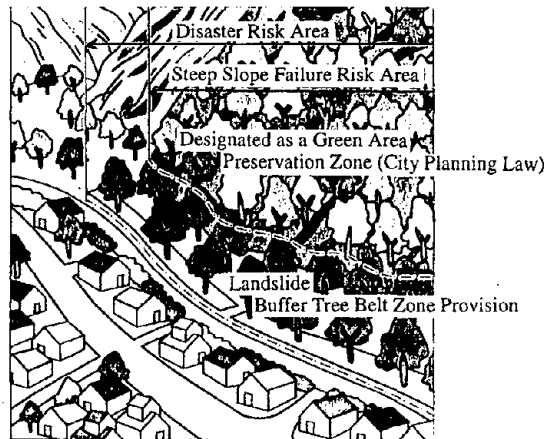 Disaster Risk Area
Steep Slope Failure Risk Area
Designated as a Green Area
Preservation Zone (City Planning Law)
Landslide
Buffer Tree Belt Zone Provision